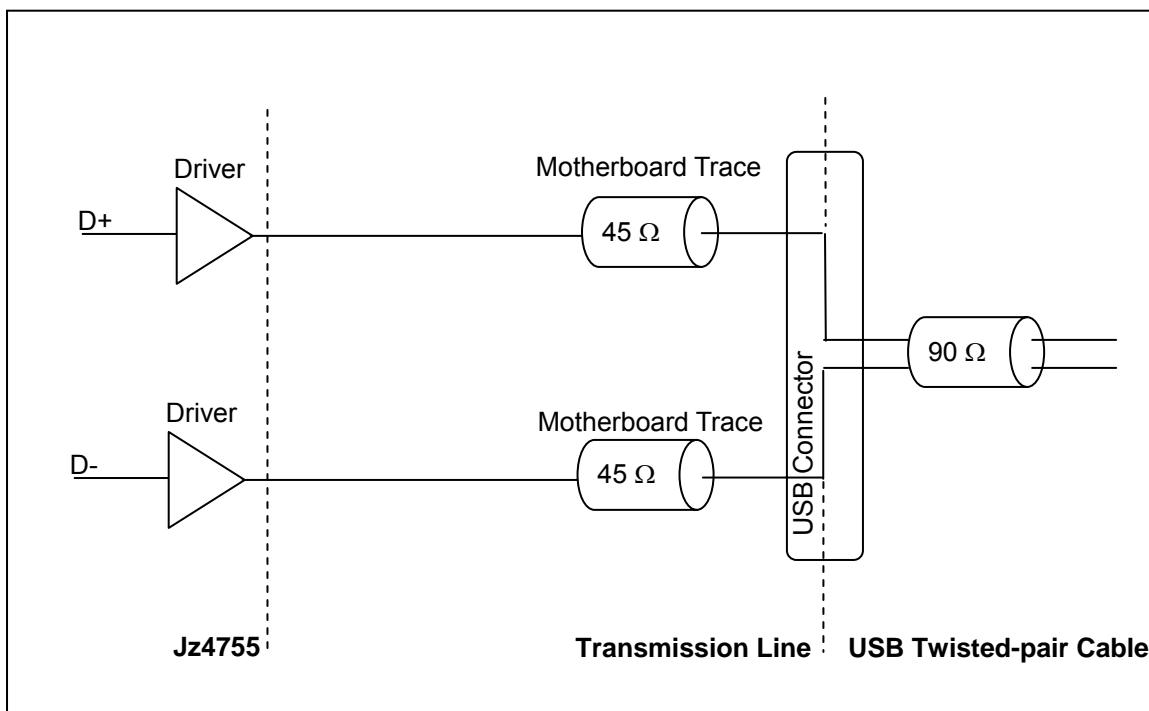 Driver
Motherboard Trace
D+
45 Ω
USB Connector
90 Ω
Driver
Motherboard Trace
D-
45 Ω
Jz4755
Transmission Line
USB Twisted-pair Cable